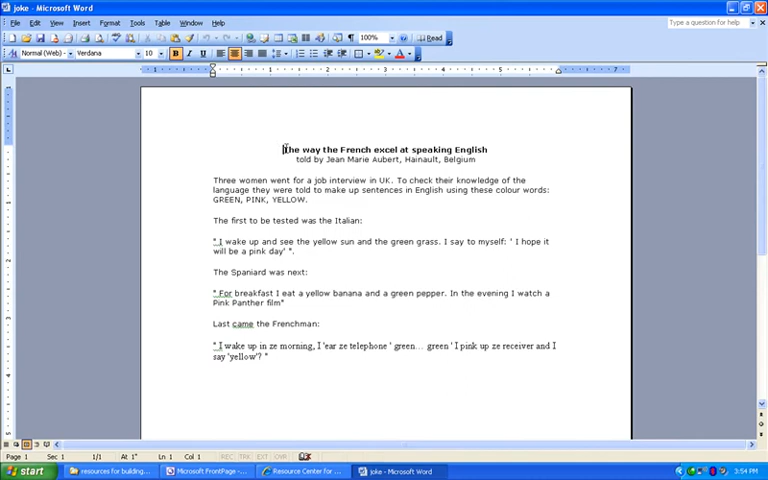 joke - Microsoft Word
File Edit View Insert Format Tools Table Window Help
Type a question for help
100% Read
Normal (Web) Verdana 10 B I U
1 1 2 3 4 5 7
The way the French excel at speaking English
told by Jean Marie Aubert, Hainault, Belgium
Three women went for a job interview in UK. To check their knowledge of the
language they were told to make up sentences in English using these colour words:
GREEN, PINK, YELLOW.
The first to be tested was the Italian:
" I wake up and see the yellow sun and the green grass. I say to myself: ' I hope it
will be a pink day' ".
The Spaniard was next:
" For breakfast I eat a yellow banana and a green pepper. In the evening I watch a
Pink Panther film"
Last came the Frenchman:
" I wake up in ze morning, I 'ear ze telephone ' green... green ' I pink up ze receiver and I
say 'yellow'? "
Page 1 Sec 1 1/1 At 1" Ln 1 Col 1 REC TRK EXT OVR
start resources for building... Microsoft FrontPage -... Resource Center for ... joke - Microsoft Word 3:54 PM